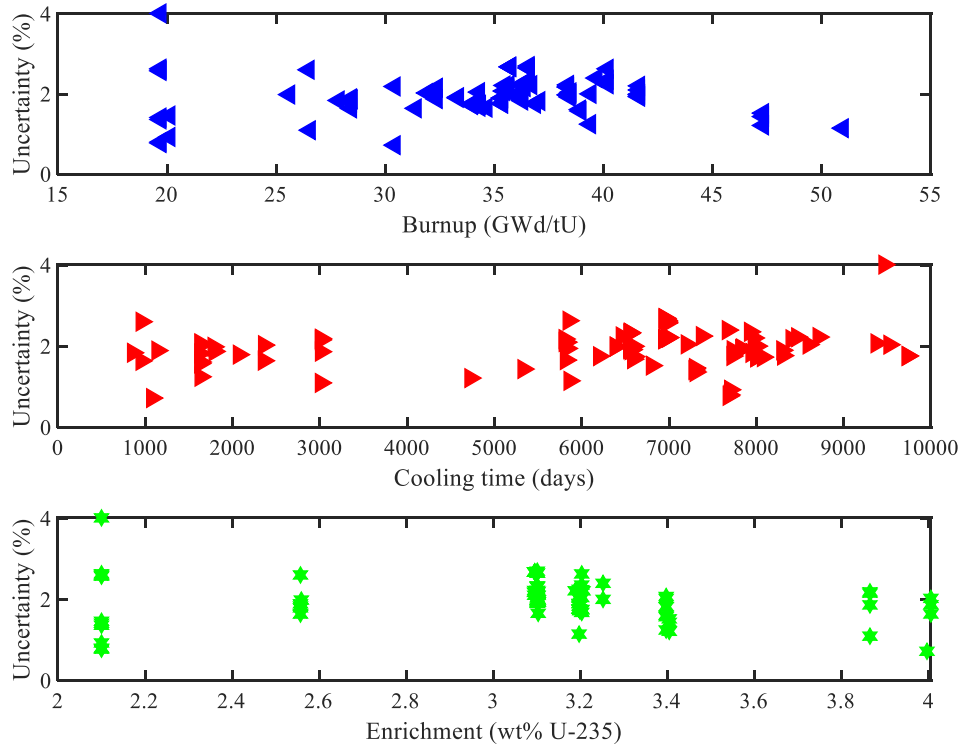 Uncertainty (%)
4
2
0
15 20 25 30 35 40 45 50 55
Burnup (GWd/tU)
Uncertainty (%)
4
2
0
0 1000 2000 3000 4000 5000 6000 7000 8000 9000 10000
Cooling time (days)
Uncertainty (%)
4
2
0
2 2.2 2.4 2.6 2.8 3 3.2 3.4 3.6 3.8 4
Enrichment (wt% U-235)